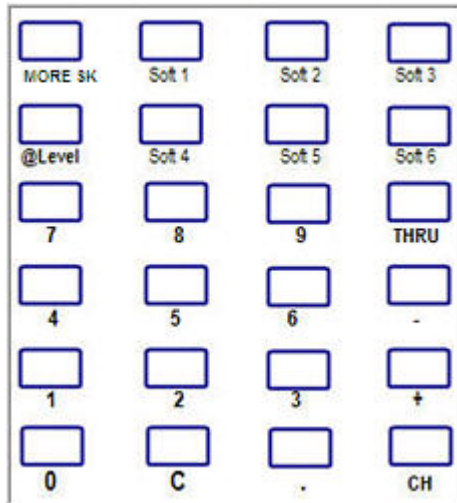 MORE SK Soft 1 Soft 2 Soft 3
@Level Soft 4 Soft 5 Soft 6
7 8 9 THRU
4 5 6 -
1 2 3 +
0 C . CH